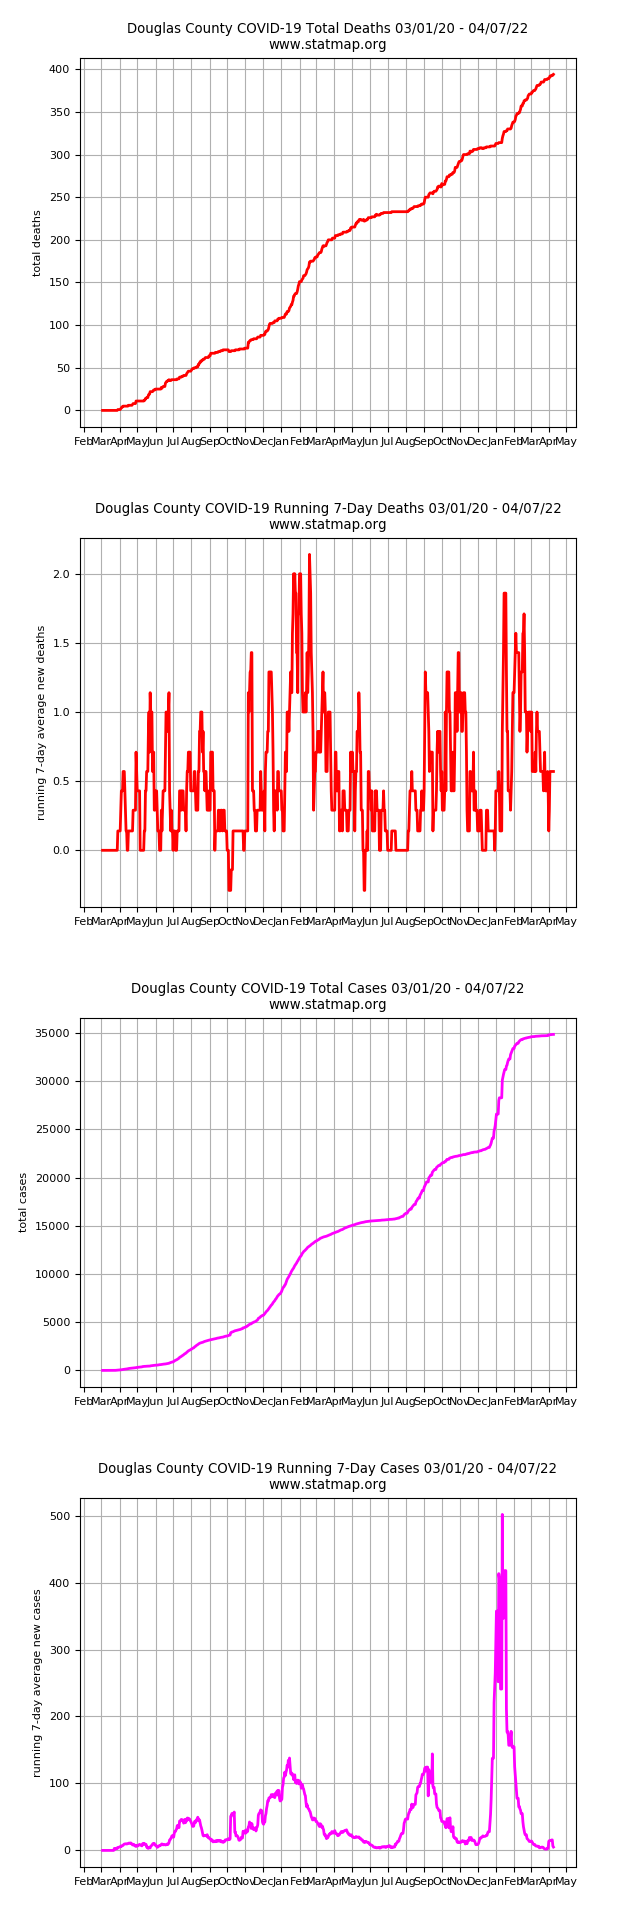 Douglas County COVID-19 Total Deaths 03/01/20 - 04/07/22
www.statmap.org
400
350
300
250
200
150
100
50
0
total deaths
Feb Mar Apr May Jun Jul Aug Sep Oct Nov Dec Jan Feb Mar Apr May Jun Jul Aug Sep Oct Nov Dec Jan Feb Mar Apr May
Douglas County COVID-19 Running 7-Day Deaths 03/01/20 - 04/07/22
www.statmap.org
2.0
1.5
1.0
0.5
0.0
running 7-day average new deaths
Feb Mar Apr May Jun Jul Aug Sep Oct Nov Dec Jan Feb Mar Apr May Jun Jul Aug Sep Oct Nov Dec Jan Feb Mar Apr May
Douglas County COVID-19 Total Cases 03/01/20 - 04/07/22
www.statmap.org
35000
30000
25000
20000
15000
10000
5000
0
total cases
Feb Mar Apr May Jun Jul Aug Sep Oct Nov Dec Jan Feb Mar Apr May Jun Jul Aug Sep Oct Nov Dec Jan Feb Mar Apr May
Douglas County COVID-19 Running 7-Day Cases 03/01/20 - 04/07/22
www.statmap.org
500
400
300
200
100
0
running 7-day average new cases
Feb Mar Apr May Jun Jul Aug Sep Oct Nov Dec Jan Feb Mar Apr May Jun Jul Aug Sep Oct Nov Dec Jan Feb Mar Apr May